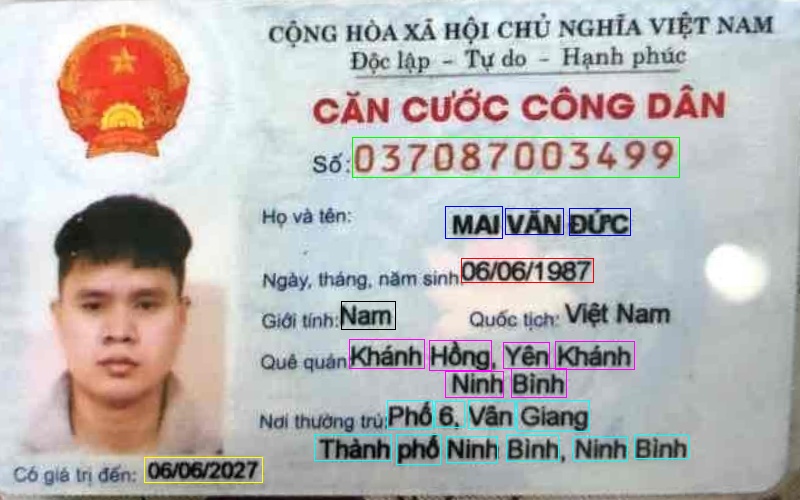 CỘNG HÒA XÃ HỘI CHỦ NGHĨA VIỆT NAM
Độc lập - Tự do - Hạnh phúc
CĂN CƯỚC CÔNG DÂN
Số: 037087003499
Họ và tên: MAI VĂN ĐỨC
Ngày, tháng, năm sinh: 06/06/1987
Giới tính: Nam Quốc tịch: Việt Nam
Quê quán: Khánh Hồng, Yên Khánh
Ninh Bình
Nơi thường trú: Phố 6, Vân Giang
Thành phố Ninh Bình, Ninh Bình
Có giá trị đến: 06/06/2027